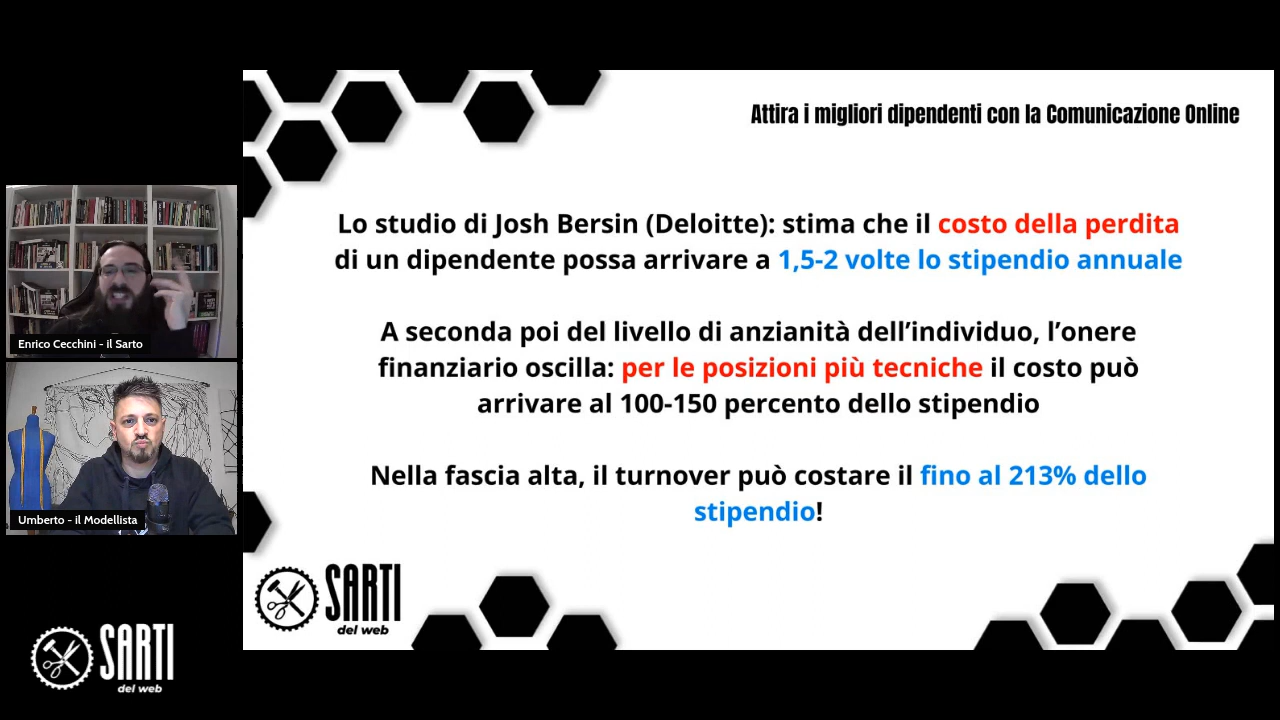 Attira i migliori dipendenti con la Comunicazione Online
Lo studio di Josh Bersin (Deloitte): stima che il costo della perdita
di un dipendente possa arrivare a 1,5-2 volte lo stipendio annuale
A seconda poi del livello di anzianità dell’individuo, l’onere
finanziario oscilla: per le posizioni più tecniche il costo può
arrivare al 100-150 percento dello stipendio
Nella fascia alta, il turnover può costare il fino al 213% dello
stipendio!
Enrico Cecchini - il Sarto
Umberto - il Modellista
SARTI
del web
SARTI
del web